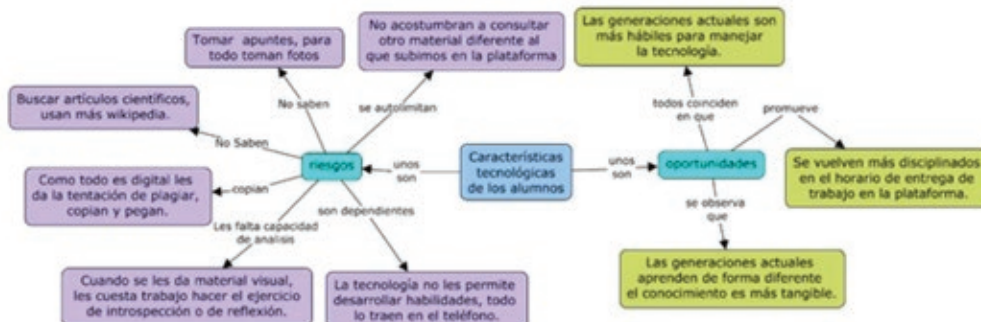 Tomar apuntes, para
todo toman fotos
No acostumbran a consultar
otro material diferente al
que subimos en la plataforma
Las generaciones actuales son
más hábiles para manejar
la tecnología.
Buscar artículos científicos,
usan más wikipedia.
No saben
se autolimitan
todos coinciden
en que
promueve
No Saben
riesgos
unos
son
Características
tecnológicas
de los alumnos
unos
son
oportunidades
Se vuelven más disciplinados
en el horario de entrega de
trabajo en la plataforma.
Como todo es digital les
da la tentación de plagiar,
copian y pegan.
copian
son dependientes
se observa
que
Les falta capacidad
de analisis
Cuando se les da material visual,
les cuesta trabajo hacer el ejercicio
de introspección o de reflexión.
La tecnología no les permite
desarrollar habilidades, todo
lo traen en el teléfono.
Las generaciones actuales
aprenden de forma diferente
el conocimiento es más tangible.